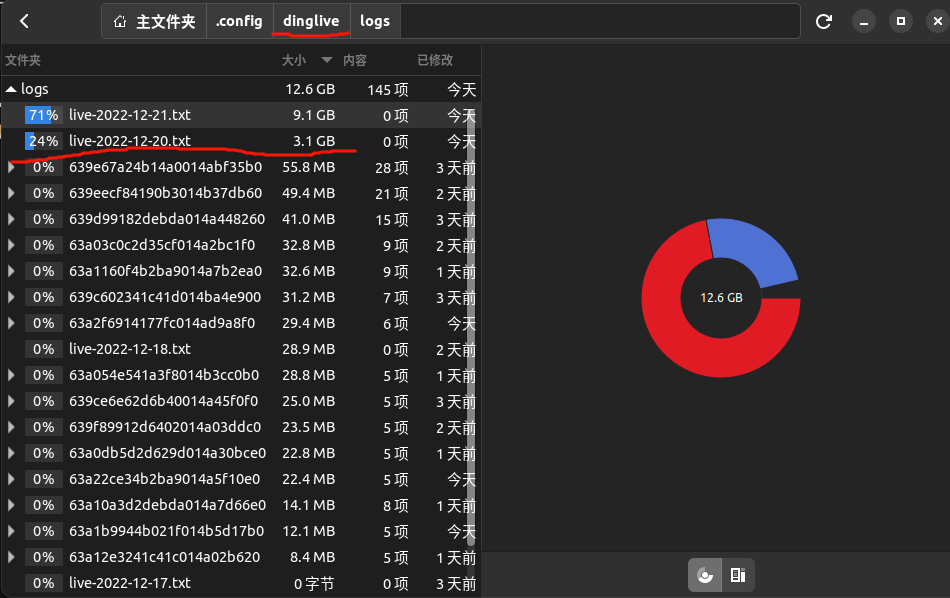 主文件夹 .config dinglive logs
文件夹 大小 内容 已修改
logs 12.6 GB 145 项 今天
71% live-2022-12-21.txt 9.1 GB 0 项 今天
24% live-2022-12-20.txt 3.1 GB 0 项 今天
0% 639e67a24b14a0014abf35b0 55.8 MB 28 项 3 天前
0% 639eecf84190b3014b37db60 49.4 MB 21 项 2 天前
0% 639d99182debda014a448260 41.0 MB 15 项 3 天前
0% 63a03c0c2d35cf014a2bc1f0 32.8 MB 9 项 2 天前
0% 63a1160f4b2ba9014a7b2ea0 32.6 MB 9 项 1 天前
0% 639c602341c41d014ba4e900 31.2 MB 7 项 3 天前
0% 63a2f6914177fc014ad9a8f0 29.4 MB 6 项 今天
0% live-2022-12-18.txt 28.9 MB 0 项 2 天前
0% 63a054e541a3f8014b3cc0b0 28.8 MB 5 项 1 天前
0% 639ce6e62d6b40014a45f0f0 25.0 MB 5 项 3 天前
0% 639f89912d6402014a03ddc0 23.5 MB 5 项 2 天前
0% 63a0db5d2d629d014a30bce0 22.8 MB 5 项 1 天前
0% 63a22ce34b2ba9014a5f10e0 22.4 MB 5 项 今天
0% 63a10a3d2debda014a7d66e0 14.1 MB 8 项 1 天前
0% 63a1b9944b021f014b5d17b0 12.1 MB 5 项 今天
0% 63a12e3241c41c014a02b620 8.4 MB 5 项 1 天前
0% live-2022-12-17.txt 0 字节 0 项 3 天前
12.6 GB